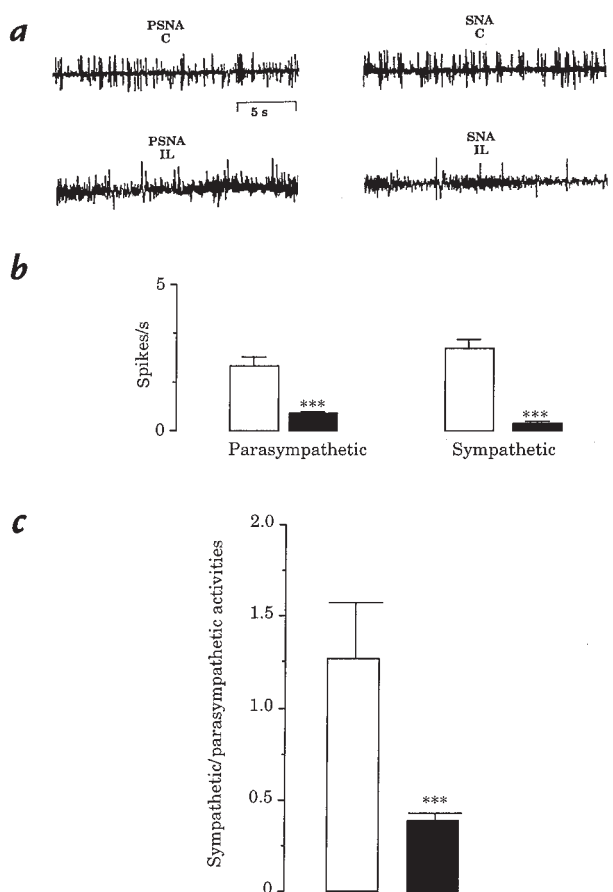 a
PSNA
C
SNA
C
5 s
PSNA
IL
SNA
IL
b
5
Spikes/s
0
***
***
Parasympathetic
Sympathetic
c
2.0
1.5
1.0
0.5
0
Sympathetic/parasympathetic activities
***